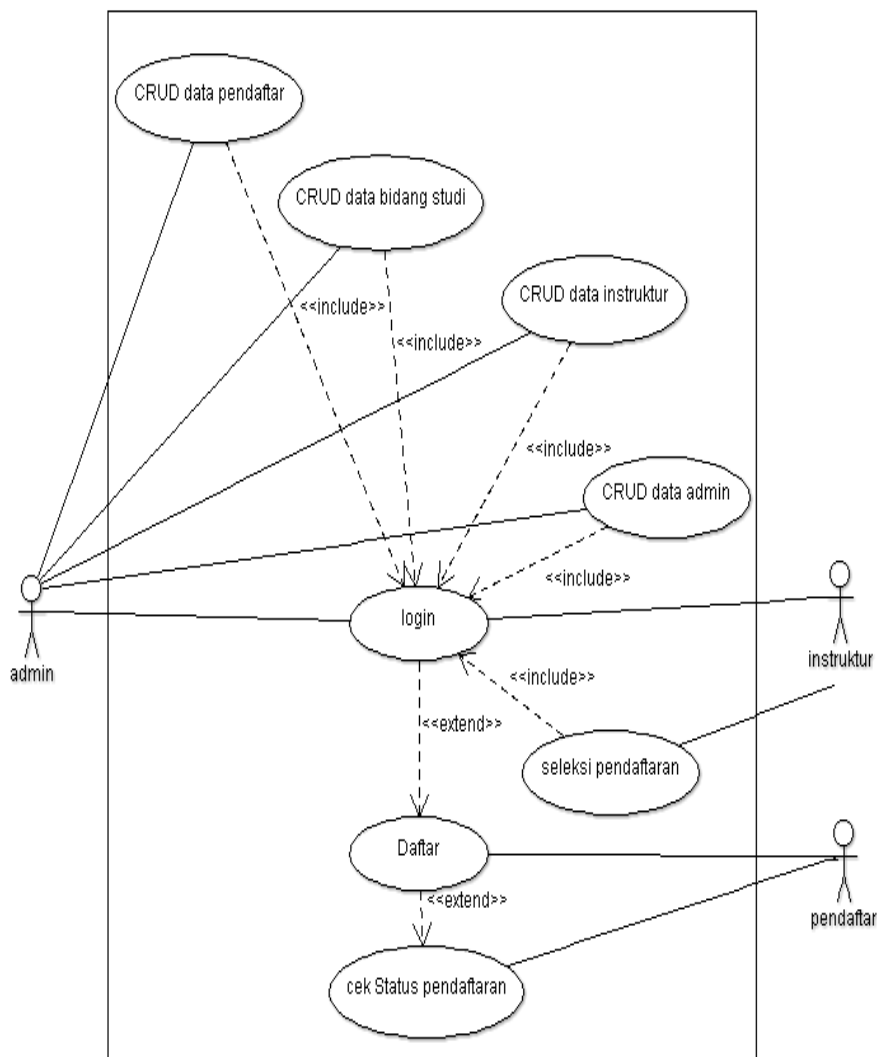 CRUD data pendaftar
CRUD data bidang studi
CRUD data instruktur
<<include>>
<<include>>
<<include>>
CRUD data admin
<<include>>
login
admin
instruktur
<<include>>
<<extend>>
seleksi pendaftaran
Daftar
pendaftar
<<extend>>
cek Status pendaftaran